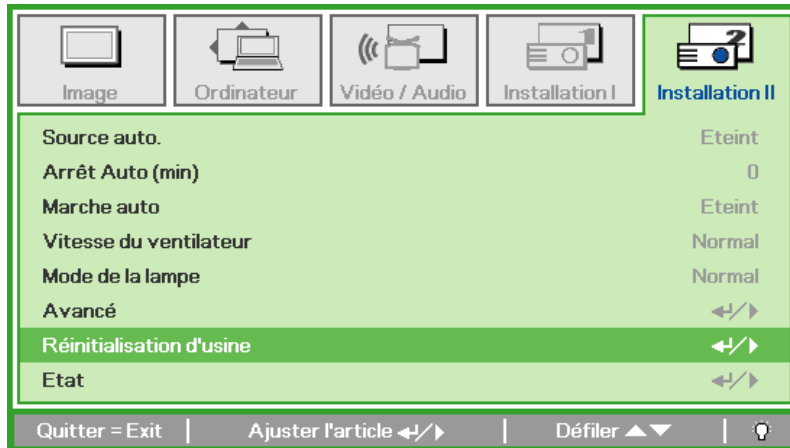 Image Ordinateur Vidéo / Audio Installation I Installation II
Source auto. Eteint
Arrêt Auto (min) 0
Marche auto Eteint
Vitesse du ventilateur Normal
Mode de la lampe Normal
Avancé
Réinitialisation d'usine
Etat
Quitter = Exit Ajuster l'article Défiler